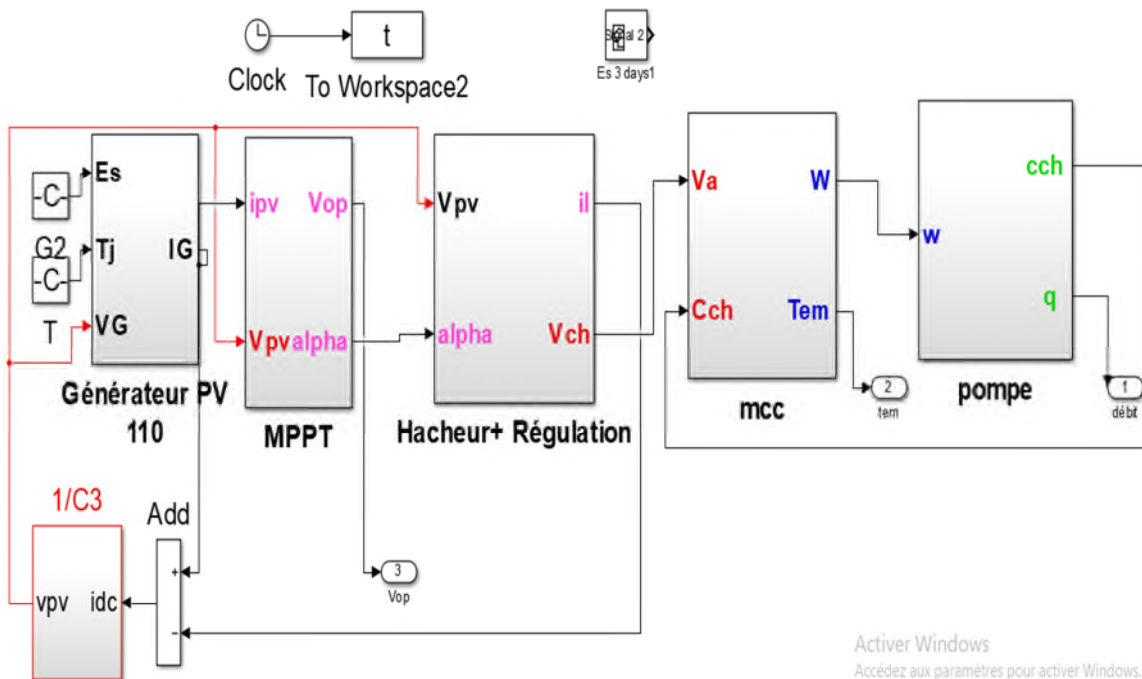 t
Signal 2
Clock
To Workspace2
Es 3 days1
-C-
G2
-C-
T
Es
Tj
VG
IG
Générateur PV
110
ipv
Vop
Vpv
alpha
MPPT
Vpv
il
alpha
Vch
Hacheur+ Régulation
Va
W
Cch
Tem
mcc
w
cch
q
pompe
2
tem
1
débit
1/C3
vpv
idc
Add
+
-
3
Vop
Activer Windows
Accédez aux paramètres pour activer Windows.